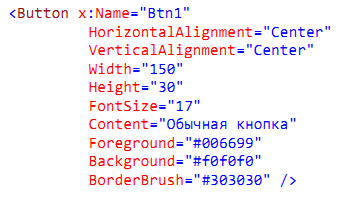 <Button x:Name="Btn1"
HorizontalAlignment="Center"
VerticalAlignment="Center"
Width="150"
Height="30"
FontSize="17"
Content="Обычная кнопка"
Foreground="#006699"
Background="#f0f0f0"
BorderBrush="#303030" />